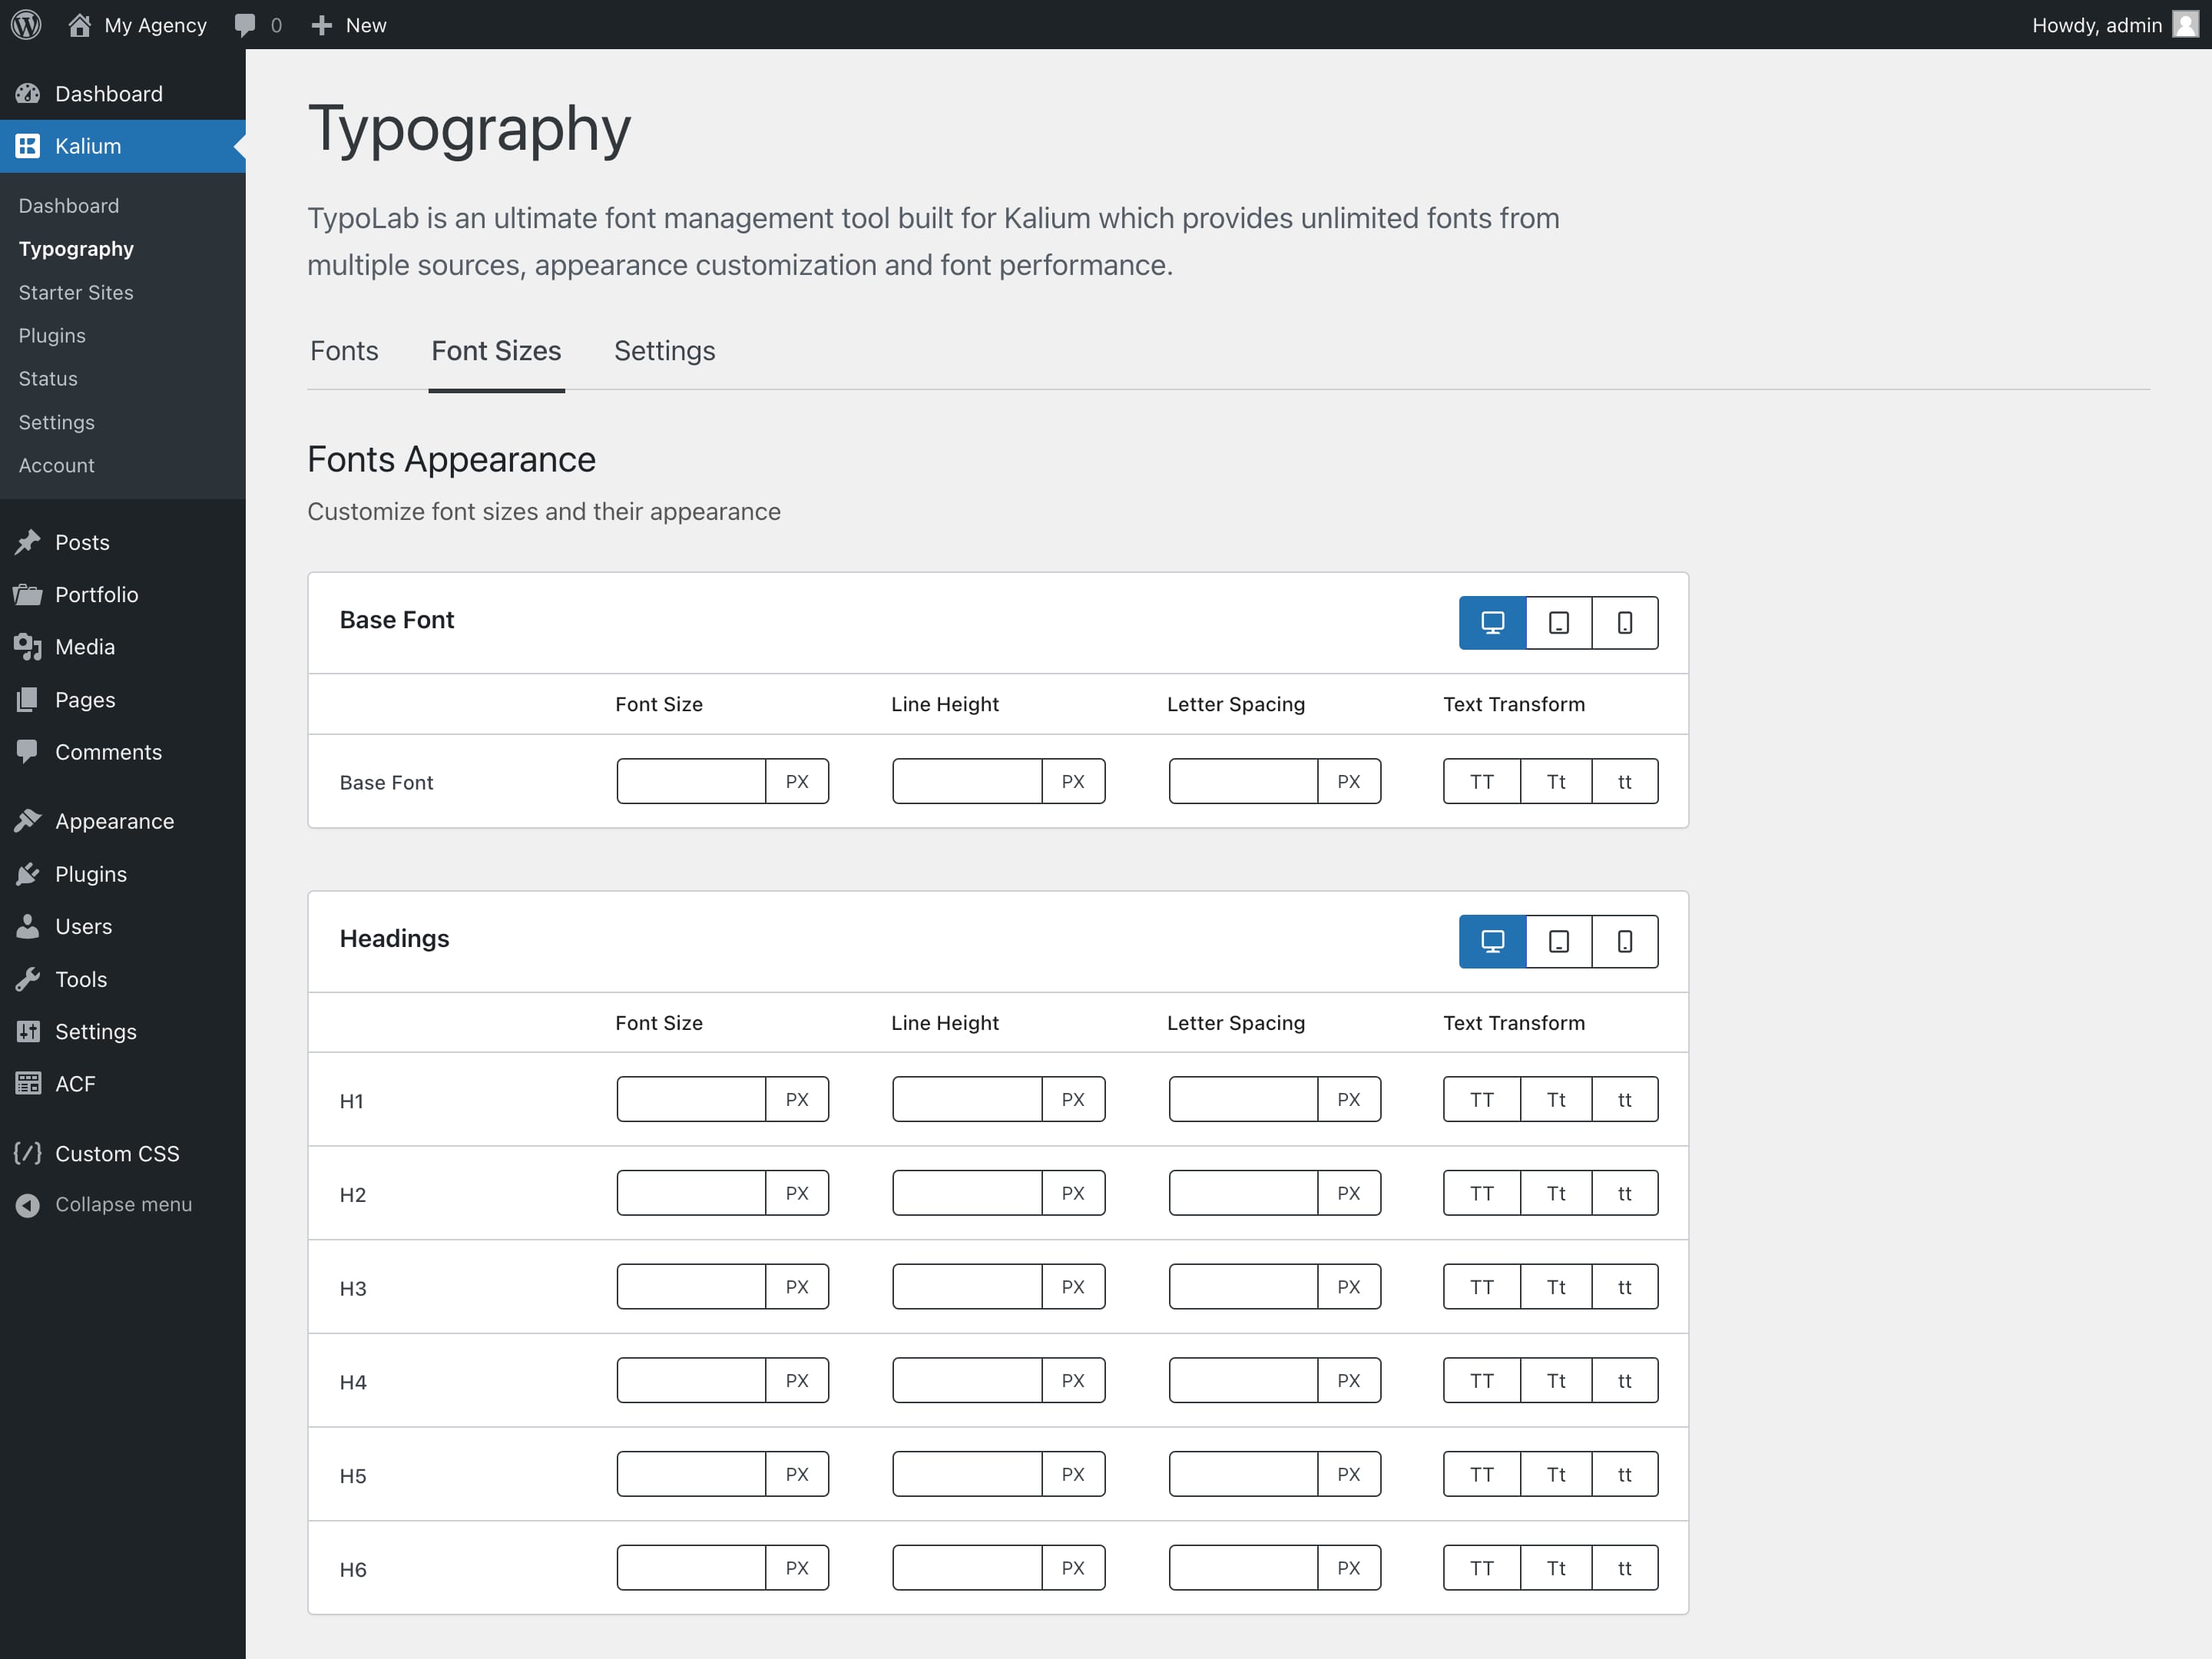 My Agency 0 New Howdy, admin
Dashboard
Kalium
Dashboard
Typography
Starter Sites
Plugins
Status
Settings
Account
Posts
Portfolio
Media
Pages
Comments
Appearance
Plugins
Users
Tools
Settings
ACF
Custom CSS
Collapse menu
Typography
TypoLab is an ultimate font management tool built for Kalium which provides unlimited fonts from
multiple sources, appearance customization and font performance.
Fonts Font Sizes Settings
Fonts Appearance
Customize font sizes and their appearance
Base Font
Font Size Line Height Letter Spacing Text Transform
Base Font PX PX PX TT Tt tt
Headings
Font Size Line Height Letter Spacing Text Transform
H1 PX PX PX TT Tt tt
H2 PX PX PX TT Tt tt
H3 PX PX PX TT Tt tt
H4 PX PX PX TT Tt tt
H5 PX PX PX TT Tt tt
H6 PX PX PX TT Tt tt